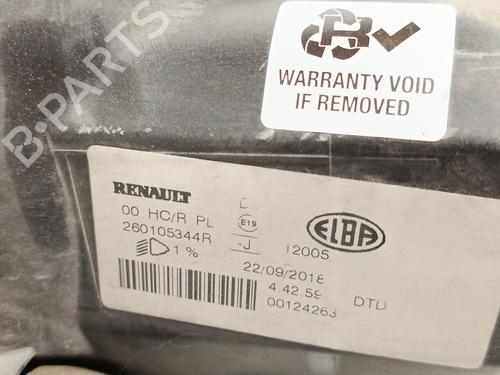 B-PARTS
WARRANTY VOID
IF REMOVED
RENAULT
00 HC/R PL
E19
260105344R
-J
12005
ELBA
1 %
22/09/2018
4.42.59
DTD
00124263